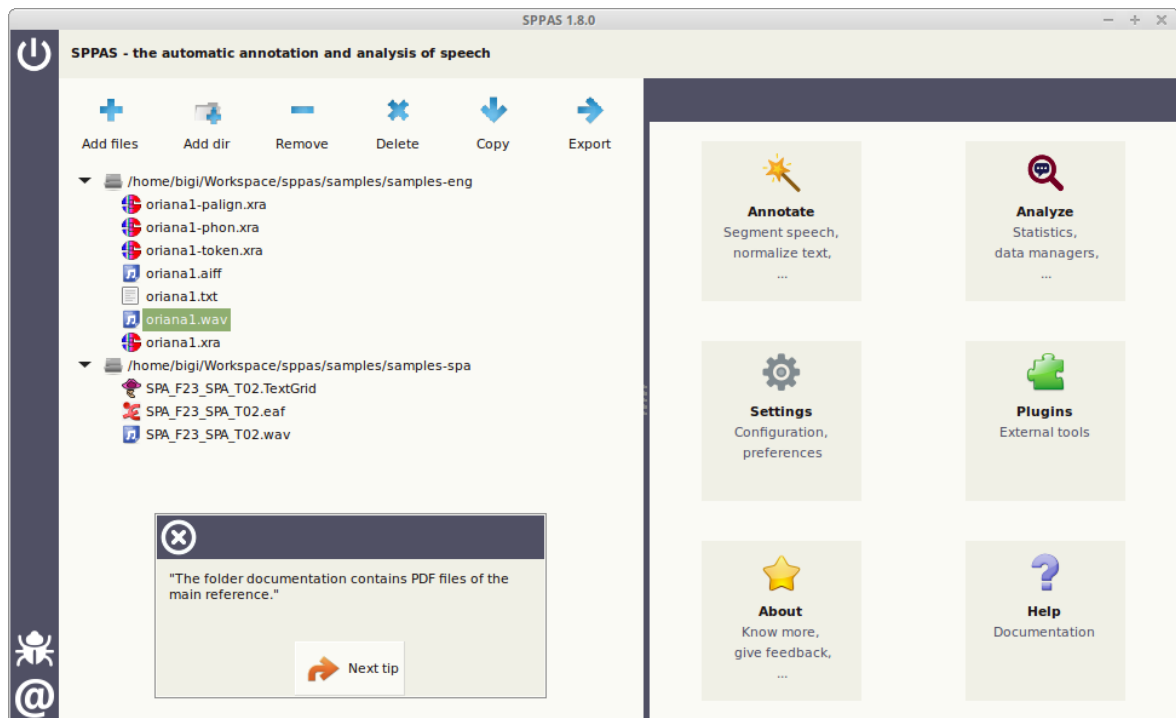 SPPAS 1.8.0
SPPAS - the automatic annotation and analysis of speech
Add files
Add dir
Remove
Delete
Copy
Export
/home/bigi/Workspace/sppas/samples/samples-eng
oriana1-palign.xra
oriana1-phon.xra
oriana1-token.xra
oriana1.aiff
oriana1.txt
oriana1.wav
oriana1.xra
/home/bigi/Workspace/sppas/samples/samples-spa
SPA_F23_SPA_T02.TextGrid
SPA_F23_SPA_T02.eaf
SPA_F23_SPA_T02.wav
"The folder documentation contains PDF files of the
main reference."
Next tip
@
Annotate
Segment speech,
normalize text,
...
Analyze
Statistics,
data managers,
...
Settings
Configuration,
preferences
Plugins
External tools
About
Know more,
give feedback,
...
Help
Documentation